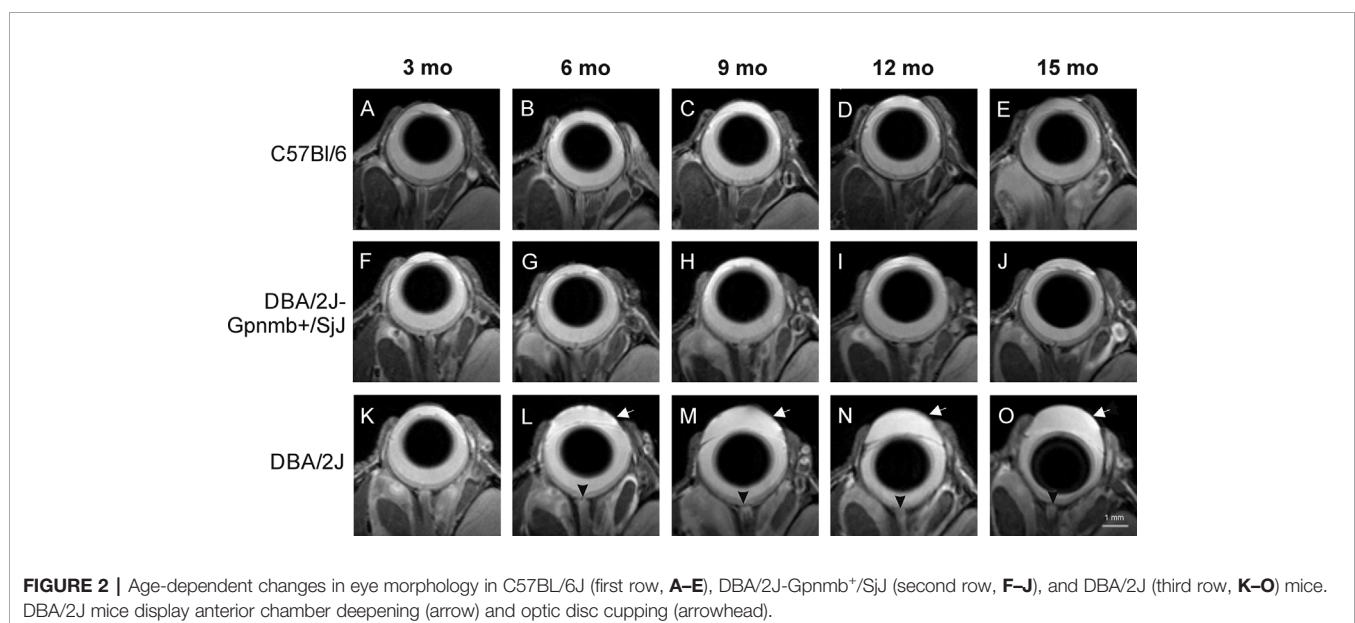 3 mo 6 mo 9 mo 12 mo 15 mo
C57Bl/6
A B C D E
DBA/2J-
Gpnmb+/SjJ
F G H I J
DBA/2J
K L M N O
1 mm
FIGURE 2 | Age-dependent changes in eye morphology in C57BL/6J (first row, A–E), DBA/2J-Gpnmb⁺/SjJ (second row, F–J), and DBA/2J (third row, K–O) mice.
DBA/2J mice display anterior chamber deepening (arrow) and optic disc cupping (arrowhead).